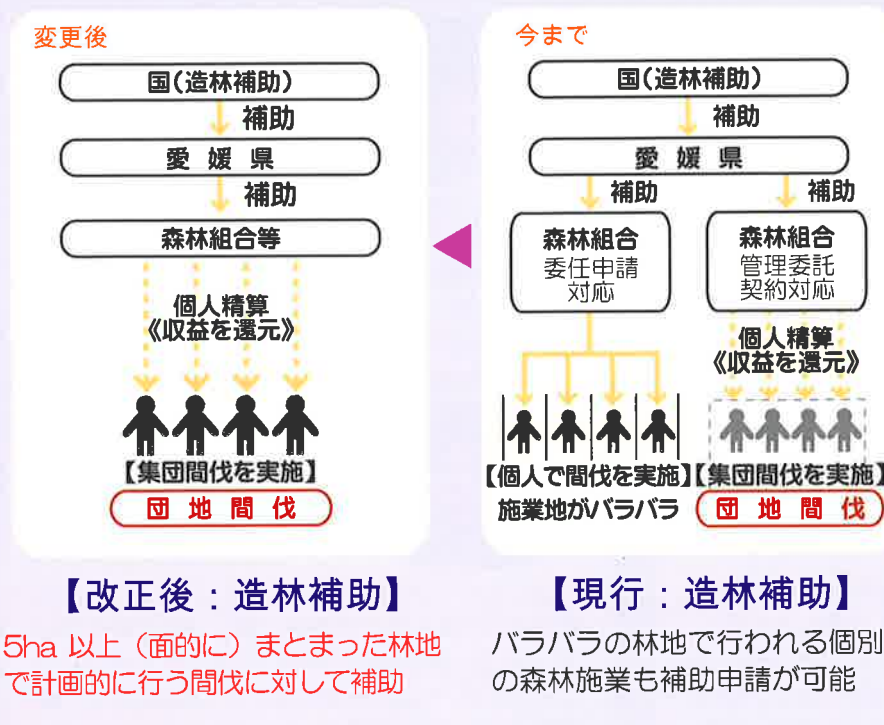 変更後
国(造林補助)
補助
愛媛県
補助
森林組合等
個人精算
《収益を還元》
【集団間伐を実施】
団地間伐
【改正後:造林補助】
5ha 以上(面的に)まとまった林地
で計画的に行う間伐に対して補助
今まで
国(造林補助)
補助
愛媛県
補助
補助
森林組合
委任申請
対応
【個人で間伐を実施】
施業地がバラバラ
森林組合
管理委託
契約対応
個人精算
《収益を還元》
【集団間伐を実施】
団地間伐
【現行:造林補助】
バラバラの林地で行われる個別
の森林施業も補助申請が可能